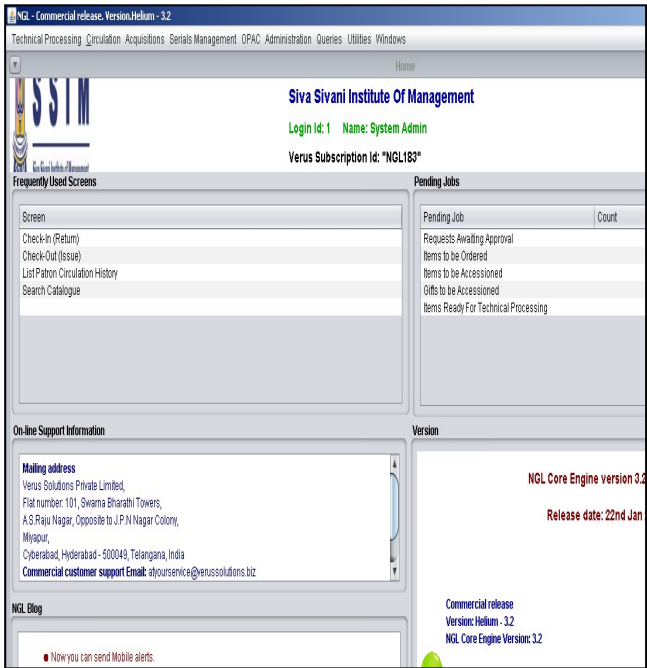 NGL - Commercial release. Version.Helium - 3.2
Technical Processing Circulation Acquisitions Serials Management OPAC Administration Queries Utilities Windows
Home
SSIM
Siva Sivani Institute of Management
Siva Sivani Institute Of Management
Login Id: 1 Name: System Admin
Verus Subscription Id: "NGL183"
Frequently Used Screens
Screen
Check-In (Return)
Check-Out (Issue)
List Patron Circulation History
Search Catalogue
Pending Jobs
Pending Job Count
Requests Awaiting Approval
Items to be Ordered
Items to be Accessioned
Gifts to be Accessioned
Items Ready For Technical Processing
On-line Support Information
Mailing address
Verus Solutions Private Limited,
Flat number: 101, Swarna Bharathi Towers,
A.S.Raju Nagar, Opposite to J.P.N Nagar Colony,
Miyapur,
Cyberabad, Hyderabad - 500049, Telangana, India
Commercial customer support Email: atyourservice@verussolutions.biz
Version
NGL Core Engine version 3.2
Release date: 22nd Jan
Commercial release
Version: Helium - 3.2
NGL Core Engine Version: 3.2
NGL Blog
Now you can send Mobile alerts.